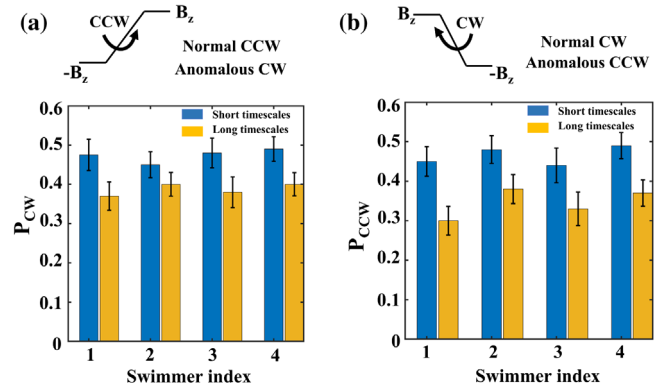 (a)
CCW
B_z
-B_z
Normal CCW
Anomalous CW
0.6
0.5
0.4
0.3
0.2
0.1
0
P_CW
Short timescales
Long timescales
1 2 3 4
Swimmer index
(b)
B_z
CW
-B_z
Normal CW
Anomalous CCW
0.6
0.5
0.4
0.3
0.2
0.1
0
P_CCW
Short timescales
Long timescales
1 2 3 4
Swimmer index